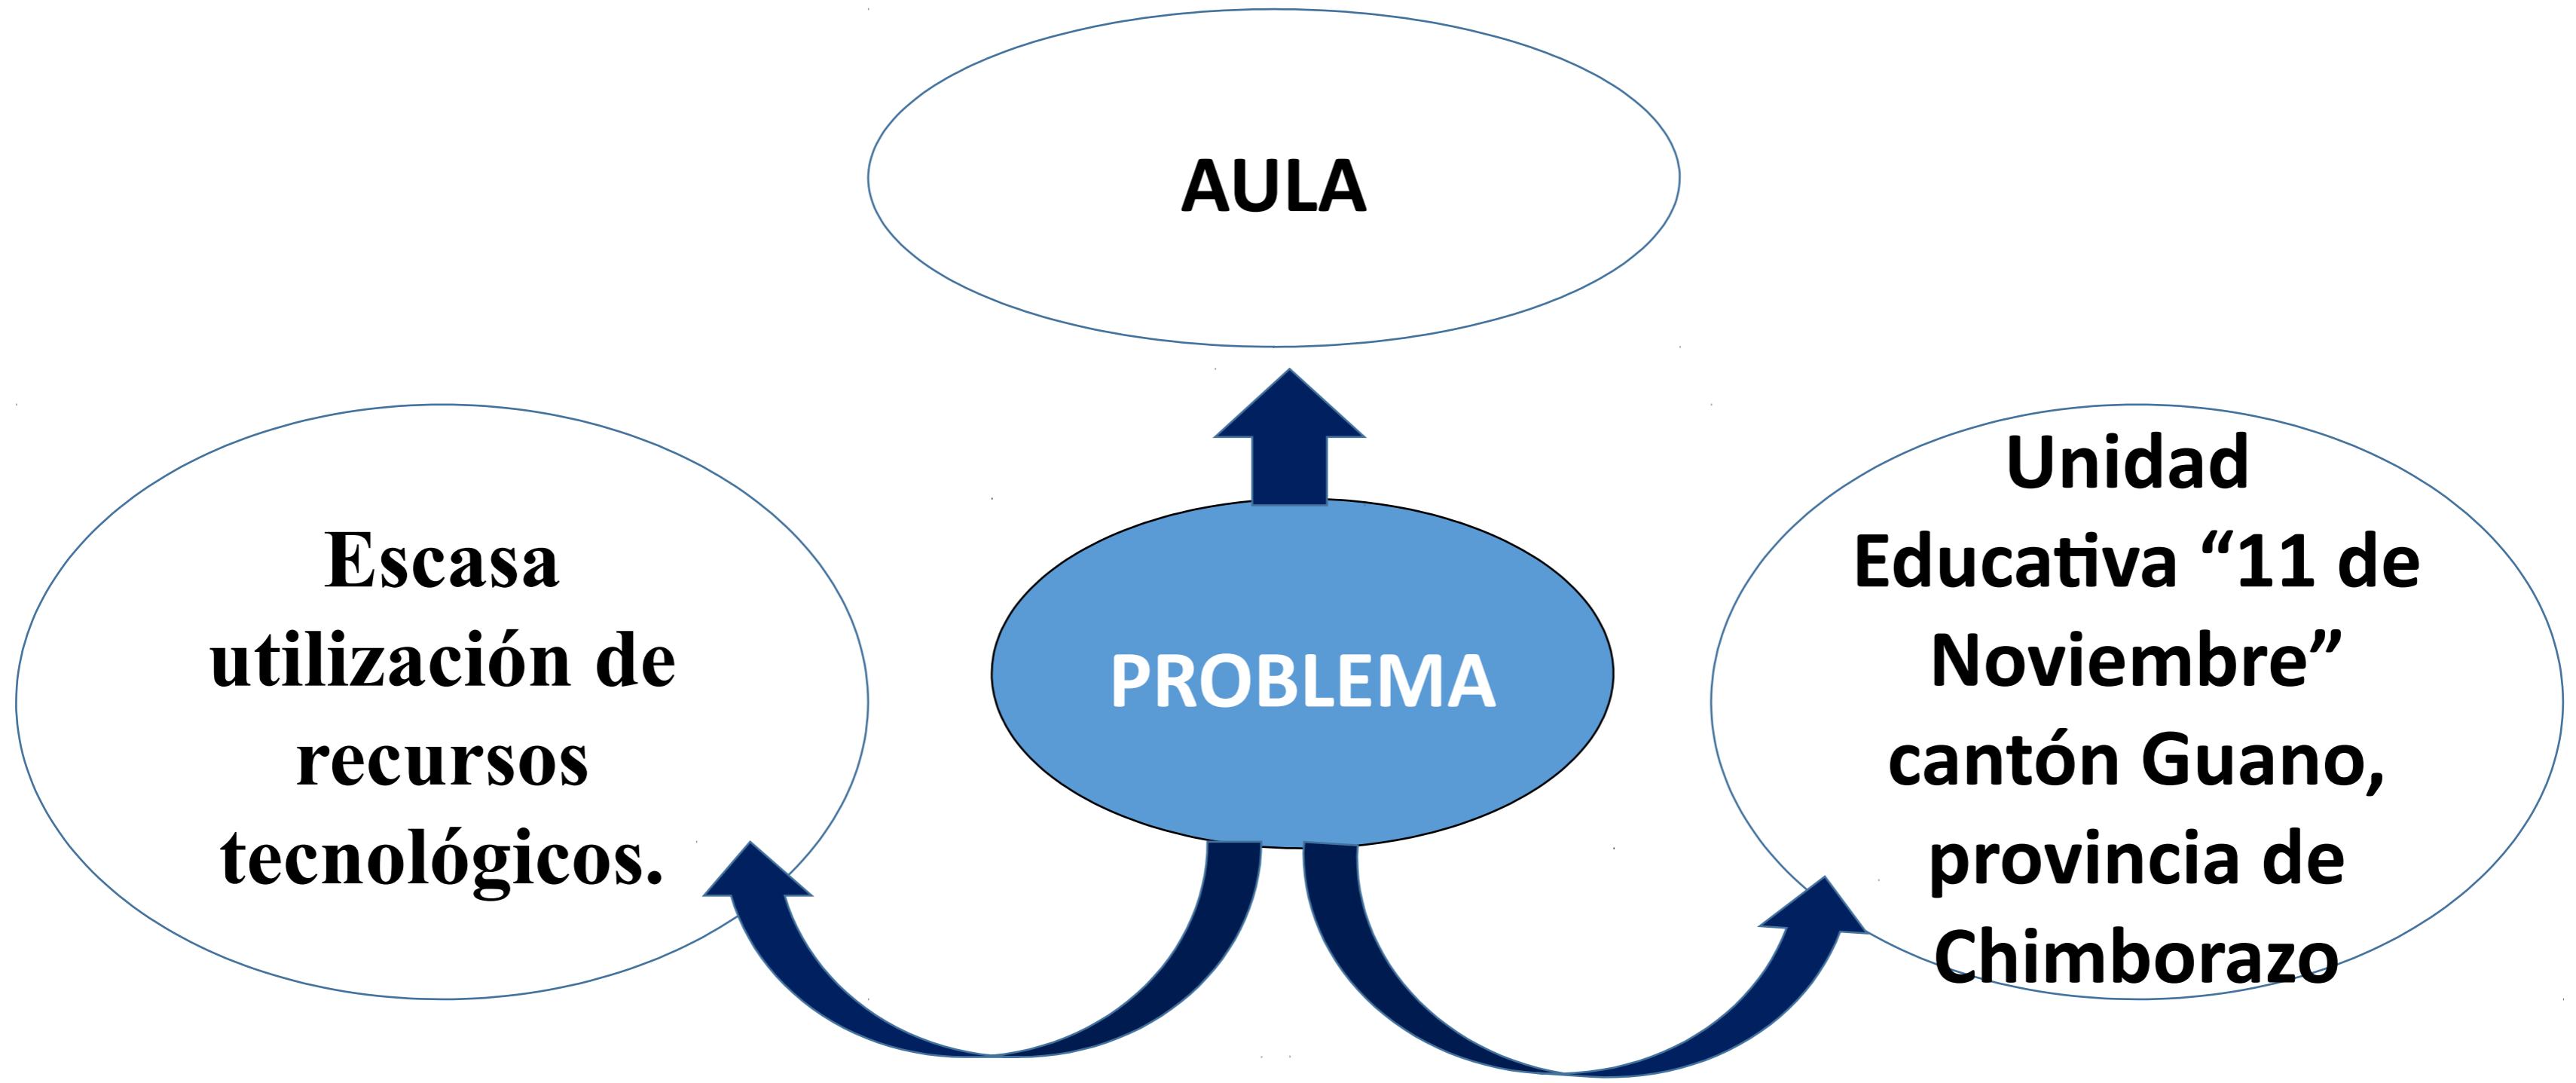 AULA
Escasa
utilización de
recursos
tecnológicos.
PROBLEMA
Unidad
Educativa “11 de
Noviembre”
cantón Guano,
provincia de
Chimborazo